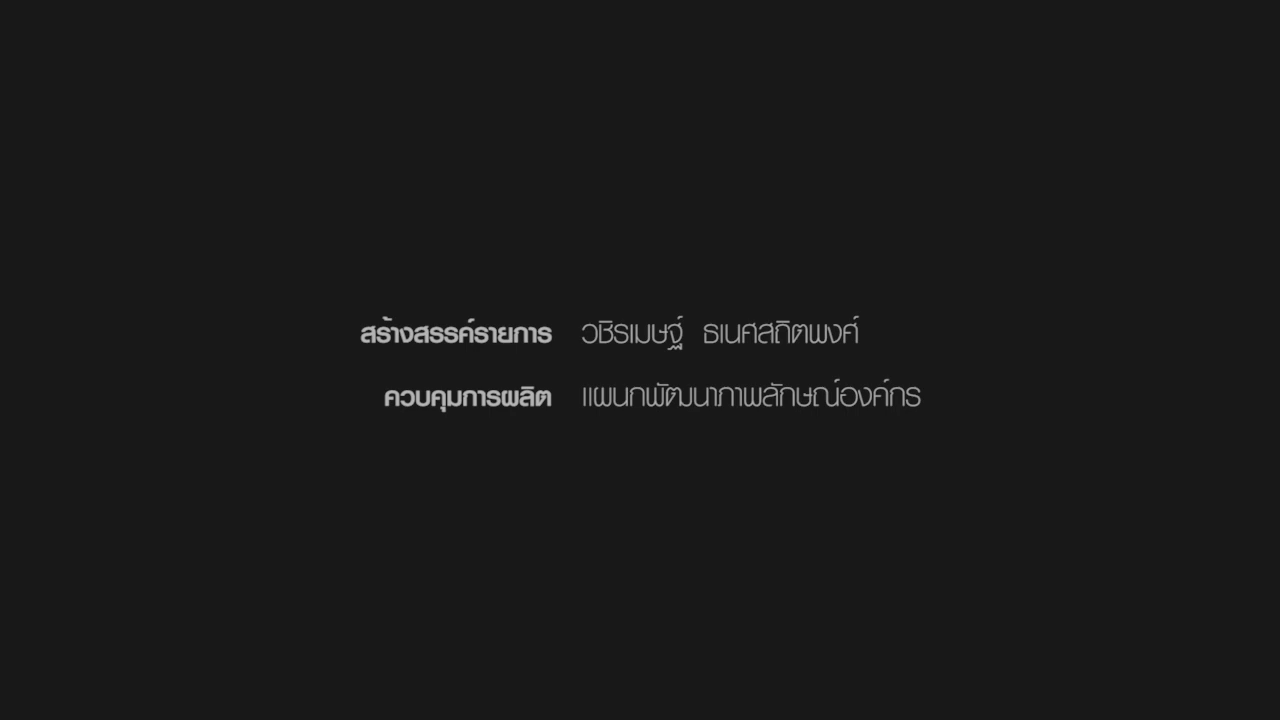 สร้างสรรค์รายการ วชิรเมษฐ์ ธเนศสถิตพงศ์
ควบคุมการผลิต แผนกพัฒนาภาพลักษณ์องค์กร